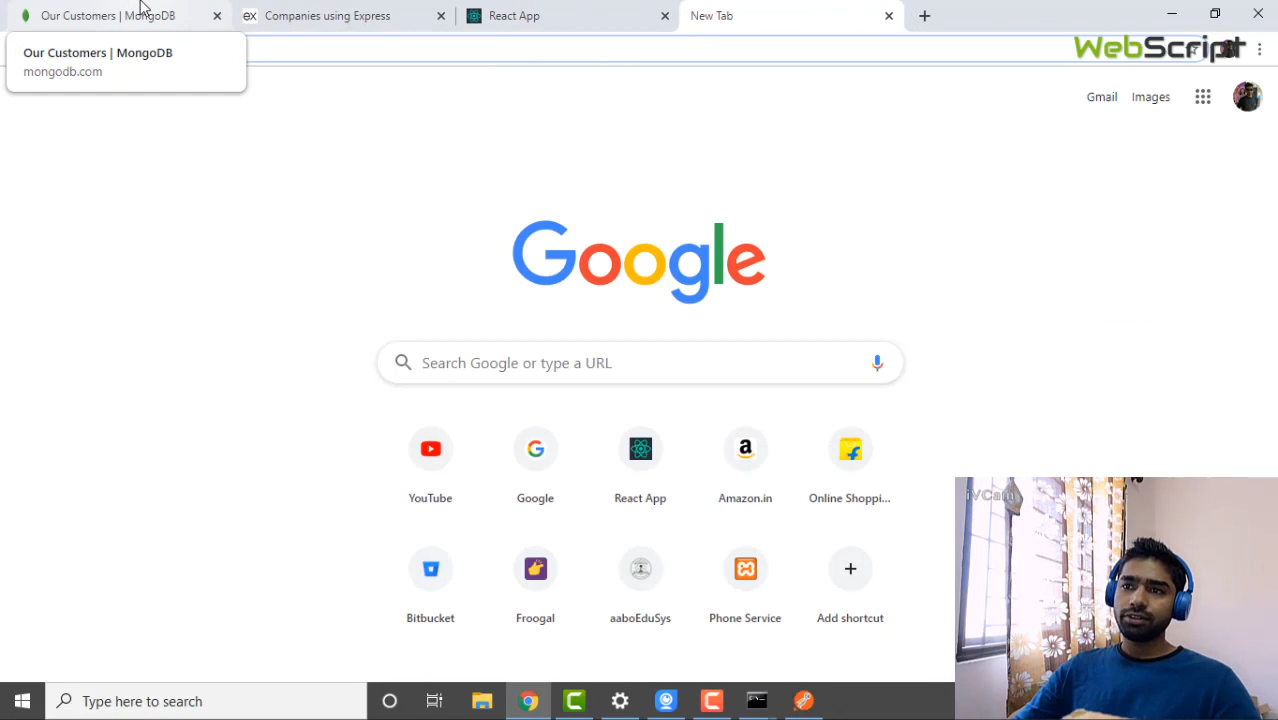 Our Customers | MongoDB
Companies using Express
React App
New Tab
Our Customers | MongoDB
mongodb.com
WebScript
Gmail
Images
Google
Search Google or type a URL
YouTube
Google
React App
Amazon.in
Online Shoppi...
Bitbucket
Froogal
aaboEduSys
Phone Service
Add shortcut
iVCam
Type here to search